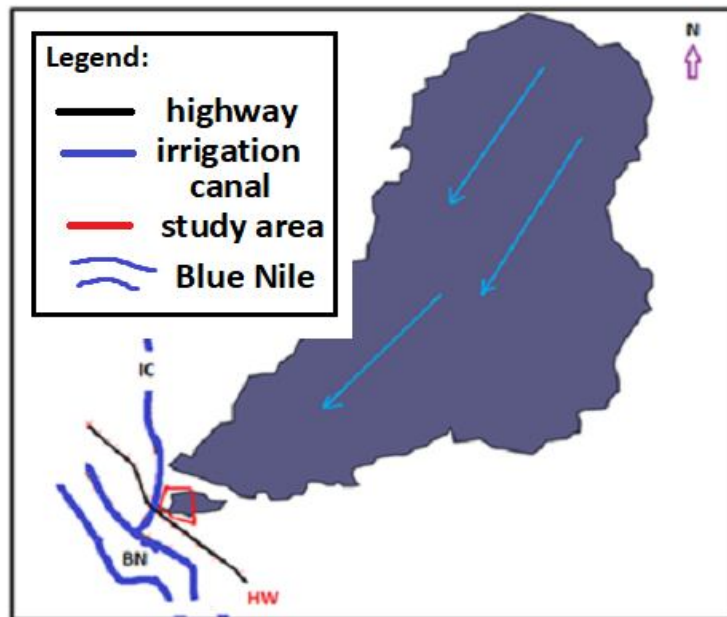 N
Legend:
highway
irrigation
canal
study area
Blue Nile
IC
BN
HW